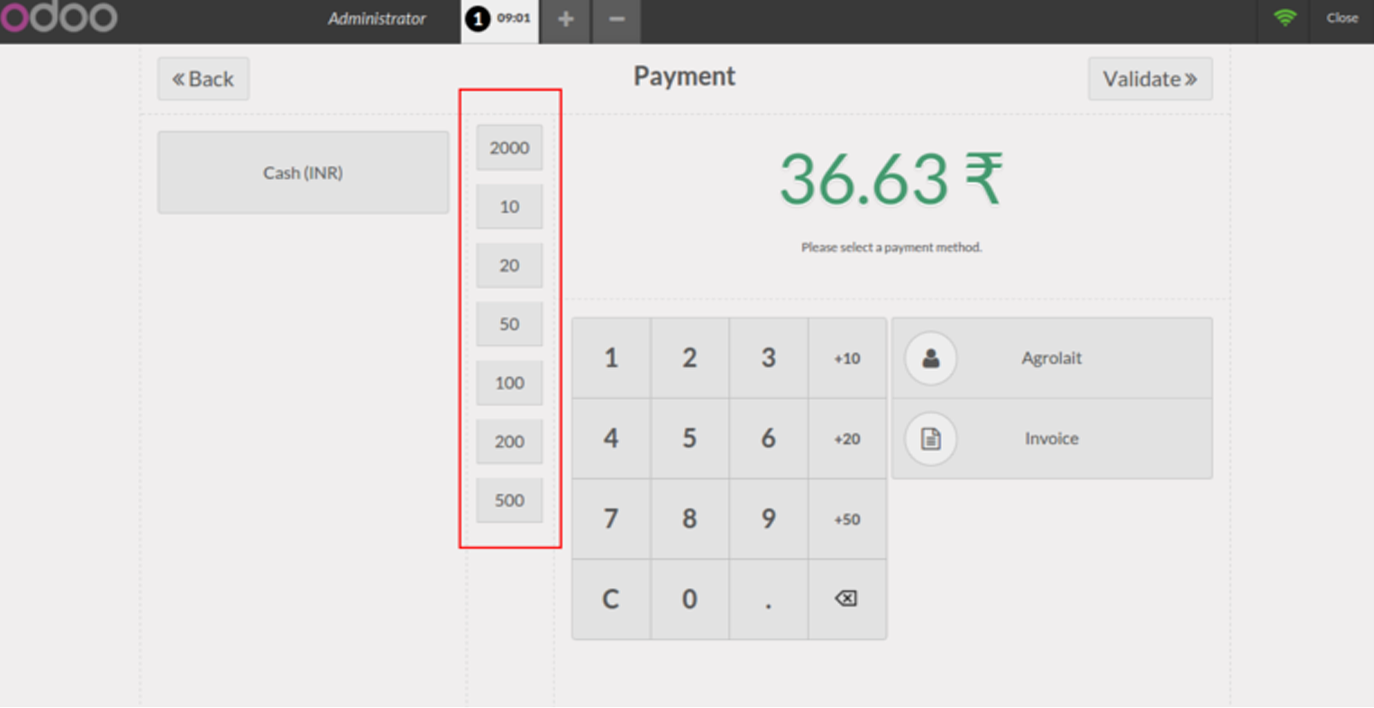 odoo
Administrator
1 09:01
+
−
Close
«Back
Payment
Validate»
Cash (INR)
2000
10
20
50
100
200
500
36.63 ₹
Please select a payment method.
1 2 3 +10
4 5 6 +20
7 8 9 +50
C 0 .
Agrolait
Invoice